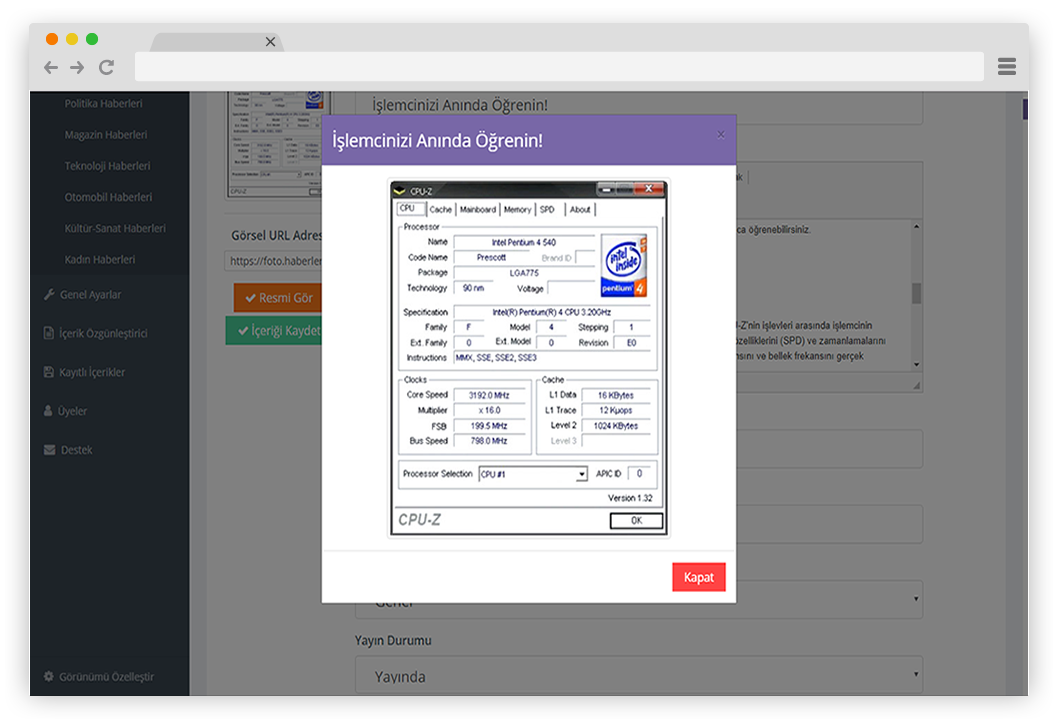 Politika Haberleri
Magazin Haberleri
Teknoloji Haberleri
Otomobil Haberleri
Kültür-Sanat Haberleri
Kadın Haberleri
Genel Ayarlar
İçerik Özgünleştirici
Kayıtlı İçerikler
Üyeler
Destek
Görünümü Özelleştir
Görsel URL Adres
https://foto.haberler
Resmi Gör
İçeriği Kaydet
İşlemcinizi Anında Öğrenin!
İşlemcinizi Anında Öğrenin!
x
CPU-Z
CPU Cache Mainboard Memory SPD About
Processor
Name Intel Pentium 4 540
Code Name Prescott Brand ID
Package LGA775
Technology 90 nm Voltage
intel inside
pentium 4
Specification Intel(R) Pentium(R) 4 CPU 3.20GHz
Family F Model 4 Stepping 1
Ext. Family 0 Ext. Model 0 Revision E0
Instructions MMX, SSE, SSE2, SSE3
Clocks
Core Speed 3192.0 MHz
Multiplier x 16.0
FSB 199.5 MHz
Bus Speed 798.0 MHz
Cache
L1 Data 16 KBytes
L1 Trace 12 Kµops
Level 2 1024 KBytes
Level 3
Processor Selection CPU #1 APIC ID 0
Version 1.32
CPU-Z OK
Kapat
ca öğrenebilirsiniz.
U-Z'nin işlevleri arasında işlemcinin
özelliklerini (SPD) ve zamanlamalarını
nsını ve bellek frekansını gerçek
Genel
Yayın Durumu
Yayında